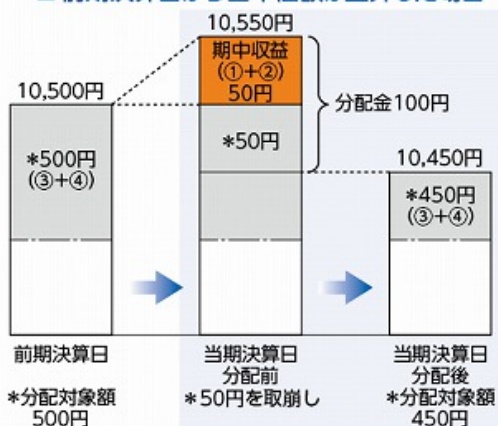 10,550円
期中収益
(①+②)
50円
10,500円
分配金100円
*50円
*500円
(③+④)
10,450円
*450円
(③+④)
前期決算日
当期決算日
分配前
当期決算日
分配後
*分配対象額
500円
*50円を取崩し
*分配対象額
450円